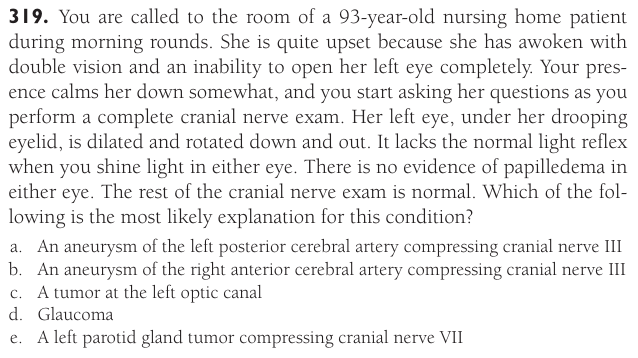 319. You are called to the room of a 93-year-old nursing home patient
during morning rounds. She is quite upset because she has awoken with
double vision and an inability to open her left eye completely. Your pres-
ence calms her down somewhat, and you start asking her questions as you
perform a complete cranial nerve exam. Her left eye, under her drooping
eyelid, is dilated and rotated down and out. It lacks the normal light reflex
when you shine light in either eye. There is no evidence of papilledema in
either eye. The rest of the cranial nerve exam is normal. Which of the fol-
lowing is the most likely explanation for this condition?
a. An aneurysm of the left posterior cerebral artery compressing cranial nerve III
b. An aneurysm of the right anterior cerebral artery compressing cranial nerve III
c. A tumor at the left optic canal
d. Glaucoma
e. A left parotid gland tumor compressing cranial nerve VII